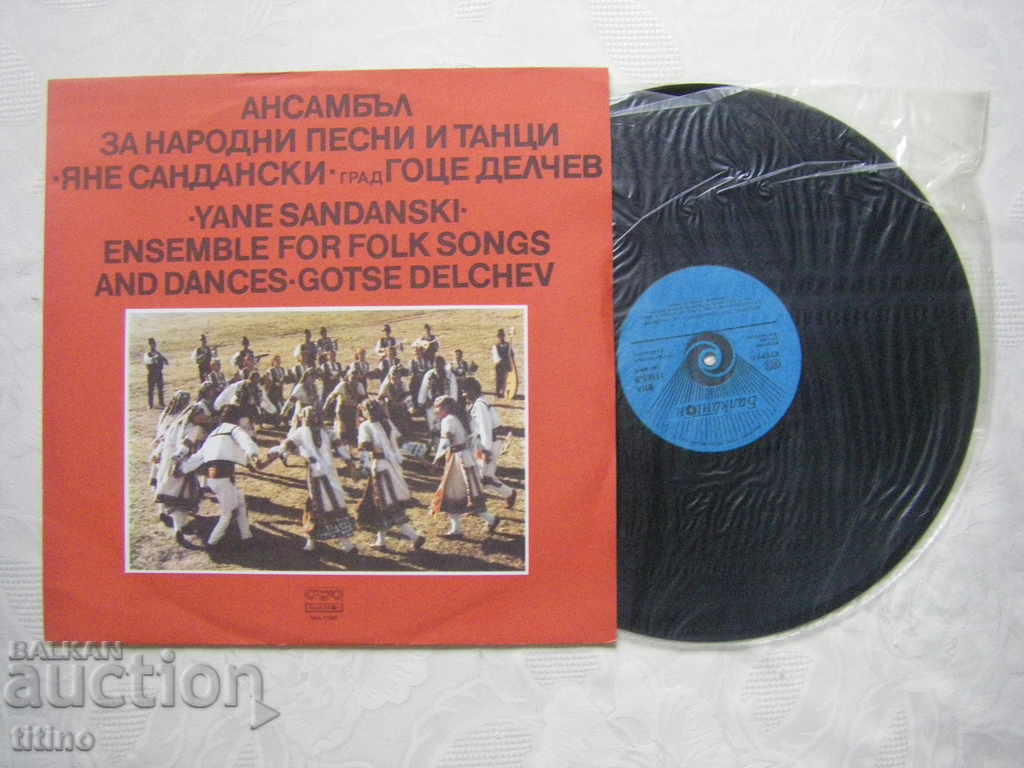 АНСАМБЪЛ
ЗА НАРОДНИ ПЕСНИ И ТАНЦИ
·ЯНЕ САНДАНСКИ· ГРАД ГОЦЕ ДЕЛЧЕВ
·YANE SANDANSKI·
ENSEMBLE FOR FOLK SONGS
AND DANCES·GOTSE DELCHEV
Балкантон
BALKAN
auction
titino